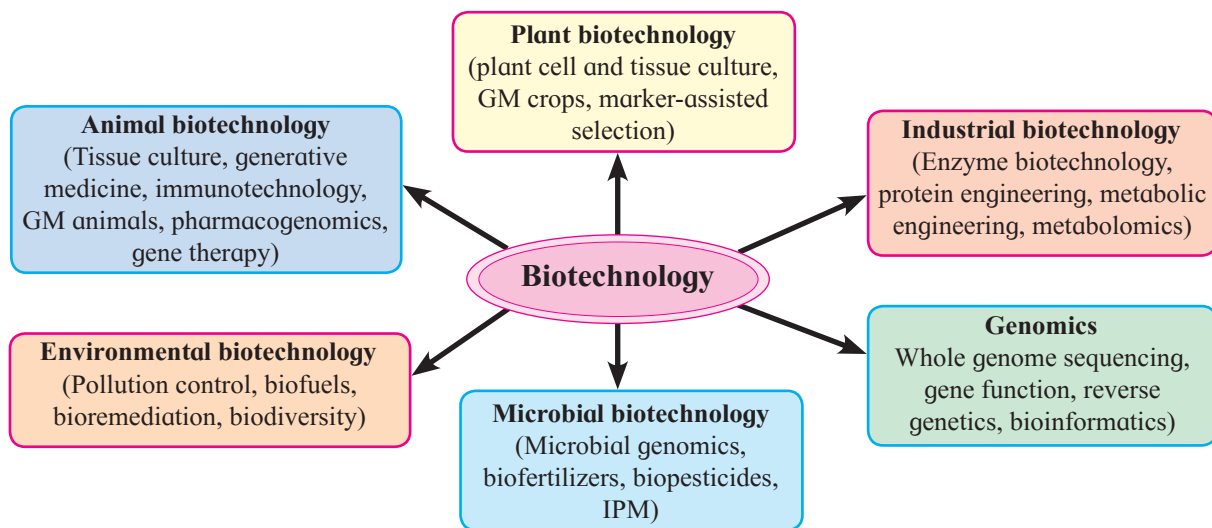 Plant biotechnology
(plant cell and tissue culture,
GM crops, marker-assisted
selection)
Animal biotechnology
(Tissue culture, generative
medicine, immunotechnology,
GM animals, pharmacogenomics,
gene therapy)
Industrial biotechnology
(Enzyme biotechnology,
protein engineering, metabolic
engineering, metabolomics)
Biotechnology
Environmental biotechnology
(Pollution control, biofuels,
bioremediation, biodiversity)
Microbial biotechnology
(Microbial genomics,
biofertilizers, biopesticides,
IPM)
Genomics
Whole genome sequencing,
gene function, reverse
genetics, bioinformatics)